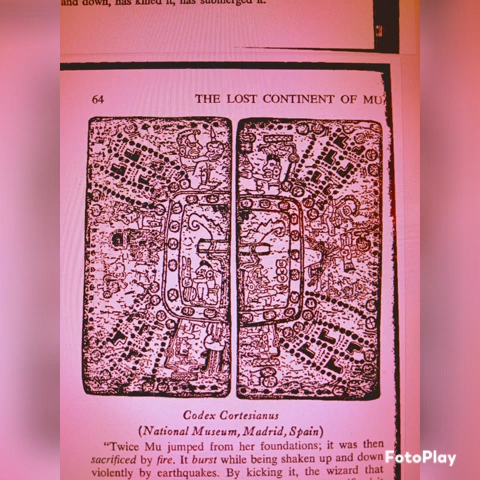 and down, has killed it, has submerged it.
64 THE LOST CONTINENT OF MU
Codex Cortesianus
(National Museum, Madrid, Spain)
"Twice Mu jumped from her foundations; it was then
sacrificed by fire. It burst while being shaken up and down
violently by earthquakes. By kicking it, the wizard that
FotoPlay